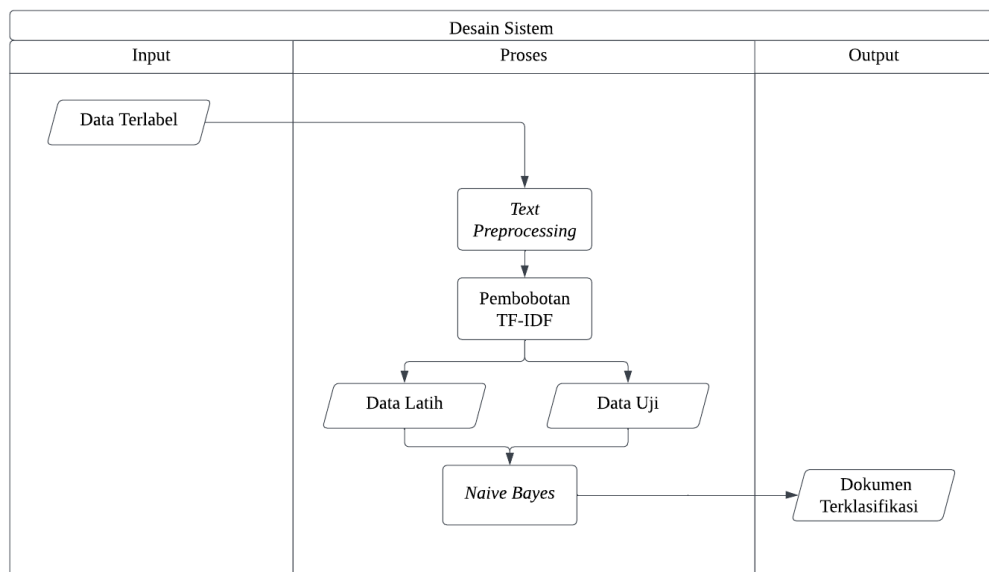 Desain Sistem
Input
Proses
Output
Data Terlabel
Text
Preprocessing
Pembobotan
TF-IDF
Data Latih
Data Uji
Naive Bayes
Dokumen
Terklasifikasi